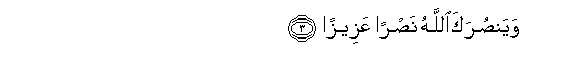 وَيَنصُرَكَ ٱللَّهُ نَصْرًا عَزِيزًا ٣